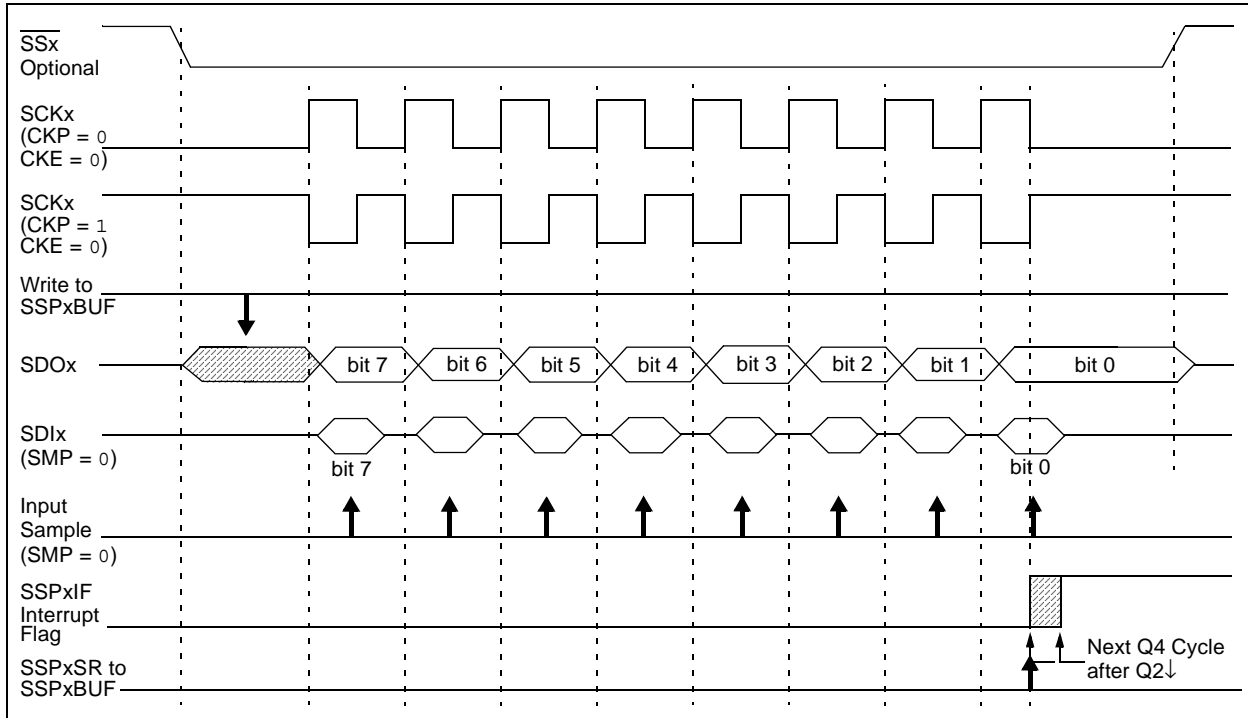 SSx
Optional
SCKx
(CKP = 0
CKE = 0)
SCKx
(CKP = 1
CKE = 0)
Write to
SSPxBUF
SDOx
bit 7
bit 6
bit 5
bit 4
bit 3
bit 2
bit 1
bit 0
SDIx
(SMP = 0)
bit 7
bit 0
Input
Sample
(SMP = 0)
SSPxIF
Interrupt
Flag
Next Q4 Cycle
after Q2↓
SSPxSR to
SSPxBUF